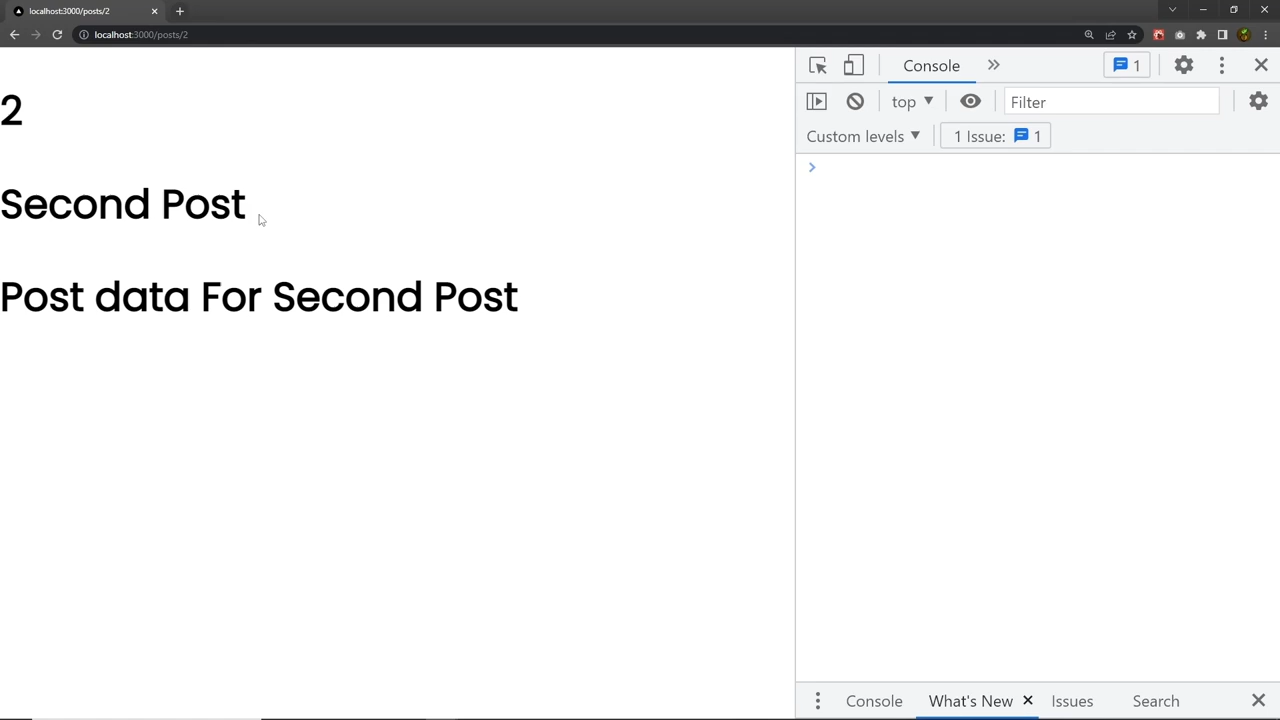 localhost:3000/posts/2
localhost:3000/posts/2
2
Second Post
Post data For Second Post
Console
1
top
Filter
Custom levels
1 Issue: 1
Console
What's New
Issues
Search